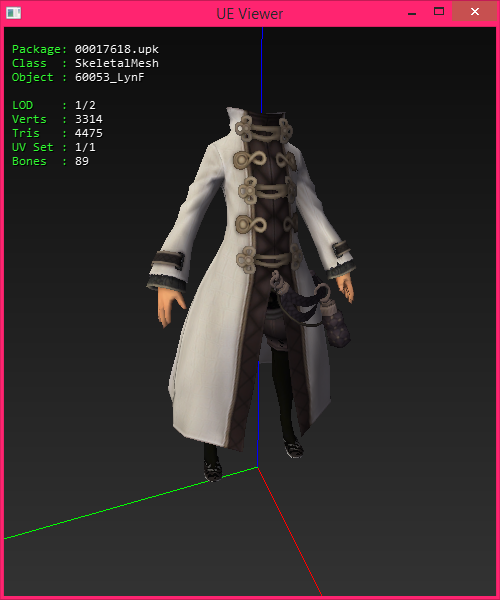 UE Viewer
Package: 00017618.upk
Class  : SkeletalMesh
Object : 60053_LynF
LOD    : 1/2
Verts  : 3314
Tris   : 4475
UV Set : 1/1
Bones  : 89